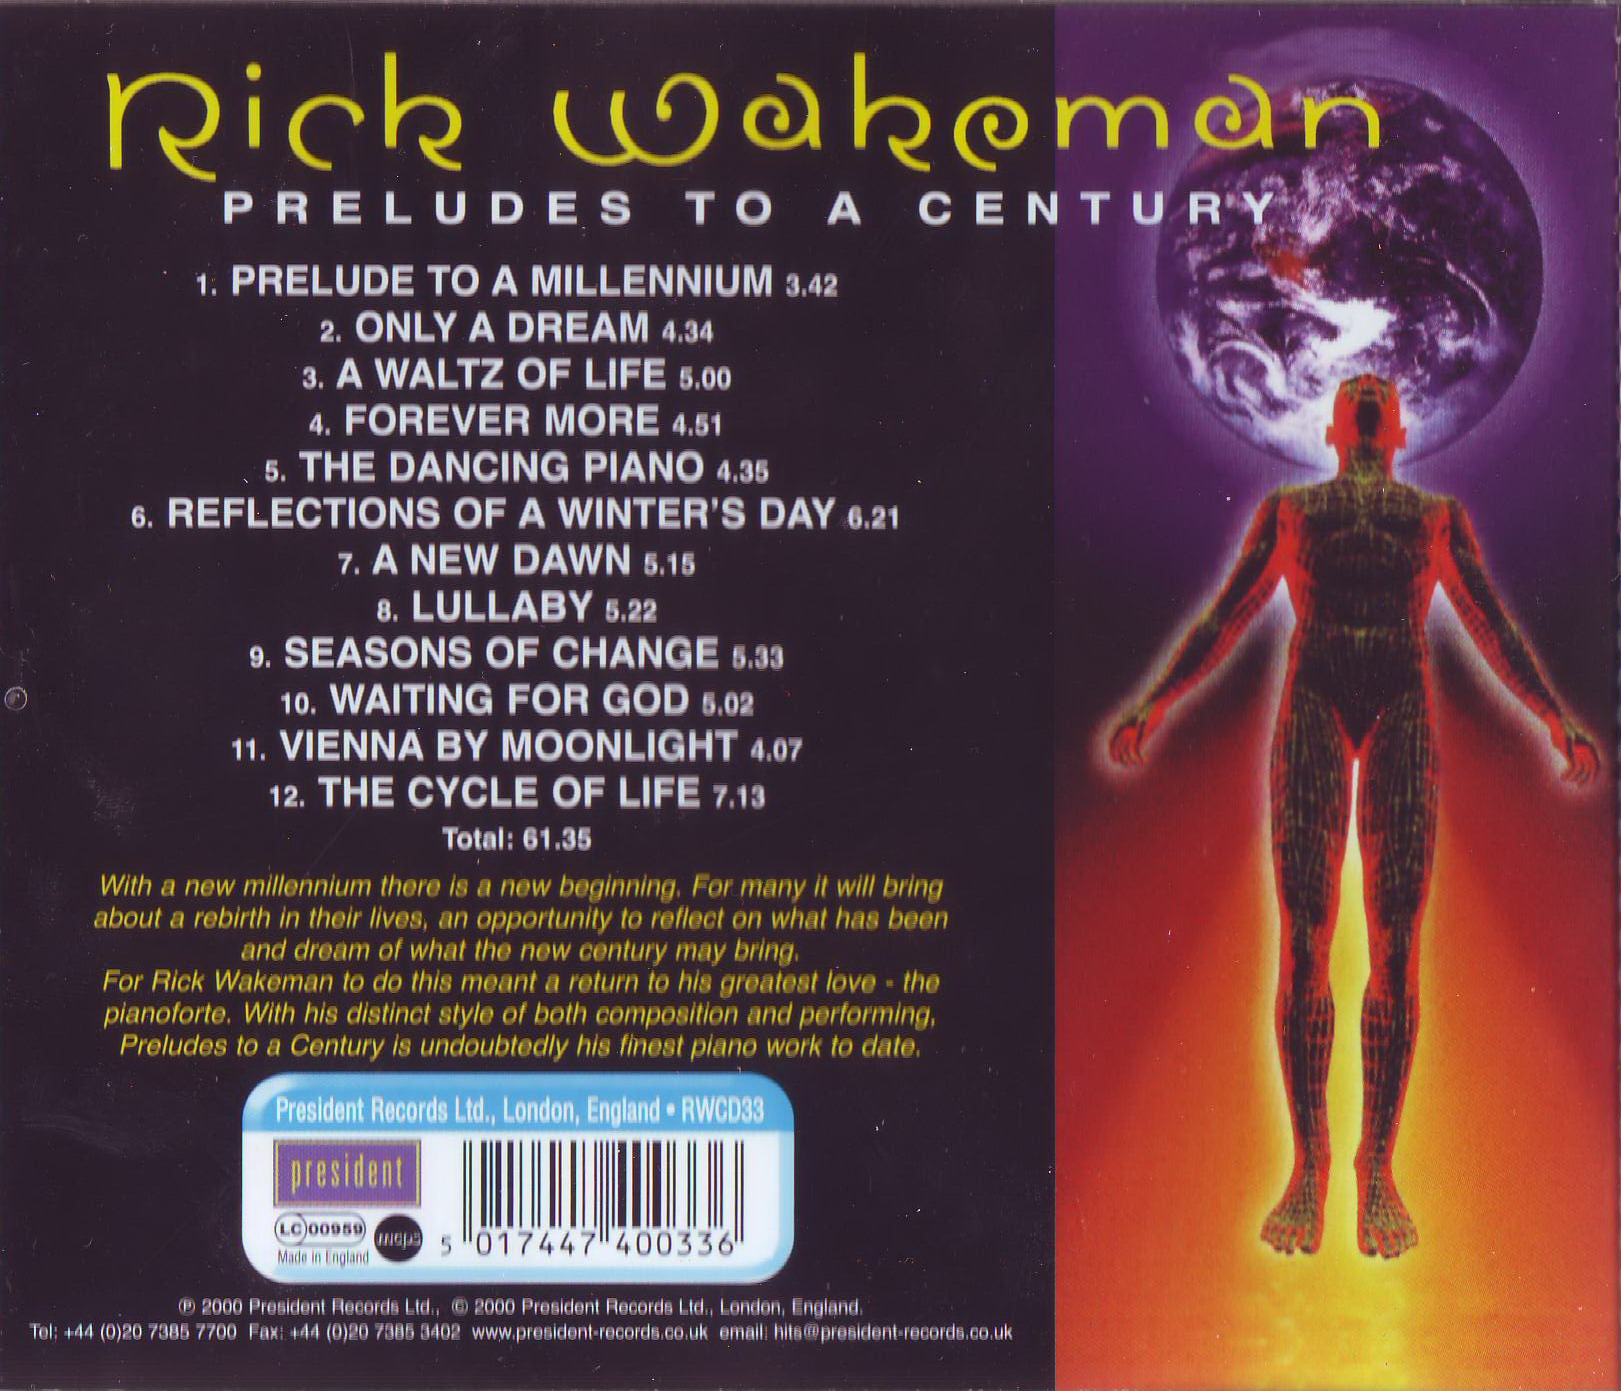 Rick Wakeman
PRELUDES TO A CENTURY
1. PRELUDE TO A MILLENNIUM 3.42
2. ONLY A DREAM 4.34
3. A WALTZ OF LIFE 5.00
4. FOREVER MORE 4.51
5. THE DANCING PIANO 4.35
6. REFLECTIONS OF A WINTER'S DAY 6.21
7. A NEW DAWN 5.15
8. LULLABY 5.22
9. SEASONS OF CHANGE 5.33
10. WAITING FOR GOD 5.02
11. VIENNA BY MOONLIGHT 4.07
12. THE CYCLE OF LIFE 7.13
Total: 61.35
With a new millennium there is a new beginning. For many it will bring
about a rebirth in their lives, an opportunity to reflect on what has been
and dream of what the new century may bring.
For Rick Wakeman to do this meant a return to his greatest love - the
pianoforte. With his distinct style of both composition and performing,
Preludes to a Century is undoubtedly his finest piano work to date.
President Records Ltd., London, England • RWCD33
president
LC 00959
mcps
Made in England
5 017447 400336
℗ 2000 President Records Ltd., © 2000 President Records Ltd., London, England.
Tel: +44 (0)20 7385 7700 Fax: +44 (0)20 7385 3402 www.president-records.co.uk email: hits@president-records.co.uk